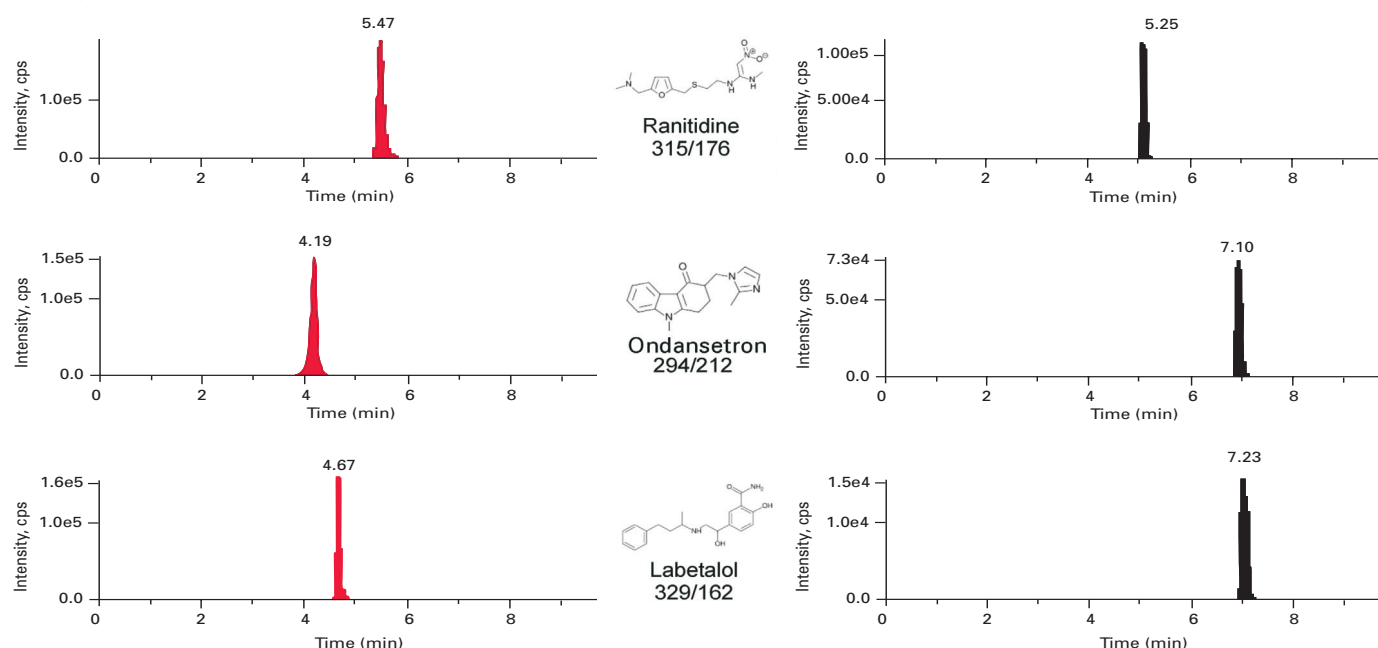 5.47
Intensity, cps
1.0e5
0.0
0 2 4 6 8
Time (min)
N
O
S
N
H
N
H
N⊕
O
O⊖
Ranitidine
315/176
5.25
Intensity, cps
1.00e5
5.00e4
0.0
0 2 4 6 8
Time (min)
4.19
Intensity, cps
1.5e5
1.0e5
0.0
0 2 4 6 8
Time (min)
O
N
N
N
Ondansetron
294/212
7.10
Intensity, cps
7.3e4
5.0e4
0.0
0 2 4 6 8
Time (min)
4.67
Intensity, cps
1.6e5
1.0e5
0.0
0 2 4 6 8
Time (min)
O
NH₂
OH
NH
OH
Labetalol
329/162
7.23
Intensity, cps
1.5e4
1.0e4
0.0
0 2 4 6 8
Time (min)